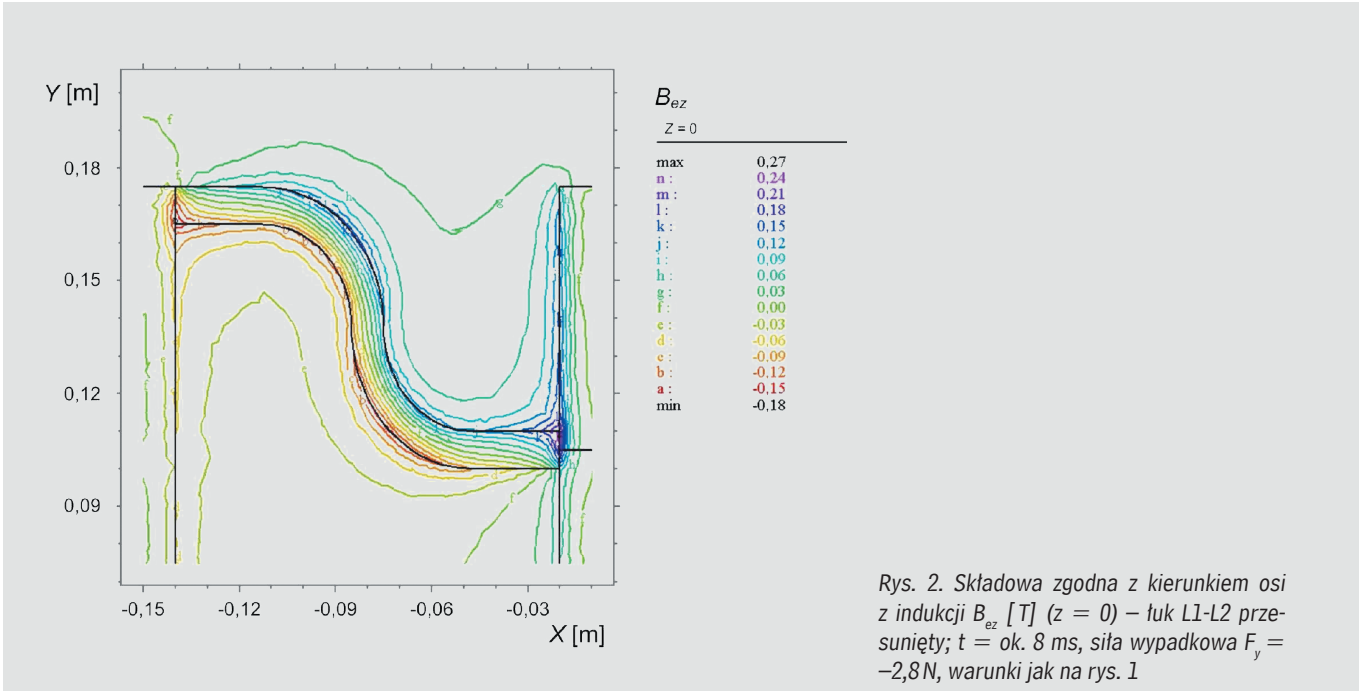 Y [m]
0,18
0,15
0,12
0,09
-0,15
-0,12
-0,09
-0,06
-0,03
X [m]
B_ez
Z = 0
max 0,27
n : 0,24
m : 0,21
l : 0,18
k : 0,15
j : 0,12
i : 0,09
h : 0,06
g : 0,03
f : 0,00
e : -0,03
d : -0,06
c : -0,09
b : -0,12
a : -0,15
min -0,18
Rys. 2. Składowa zgodna z kierunkiem osi
z indukcji B_ez [T] (z = 0) – łuk L1-L2 prze-
sunięty; t = ok. 8 ms, siła wypadkowa F_y =
–2,8 N, warunki jak na rys. 1